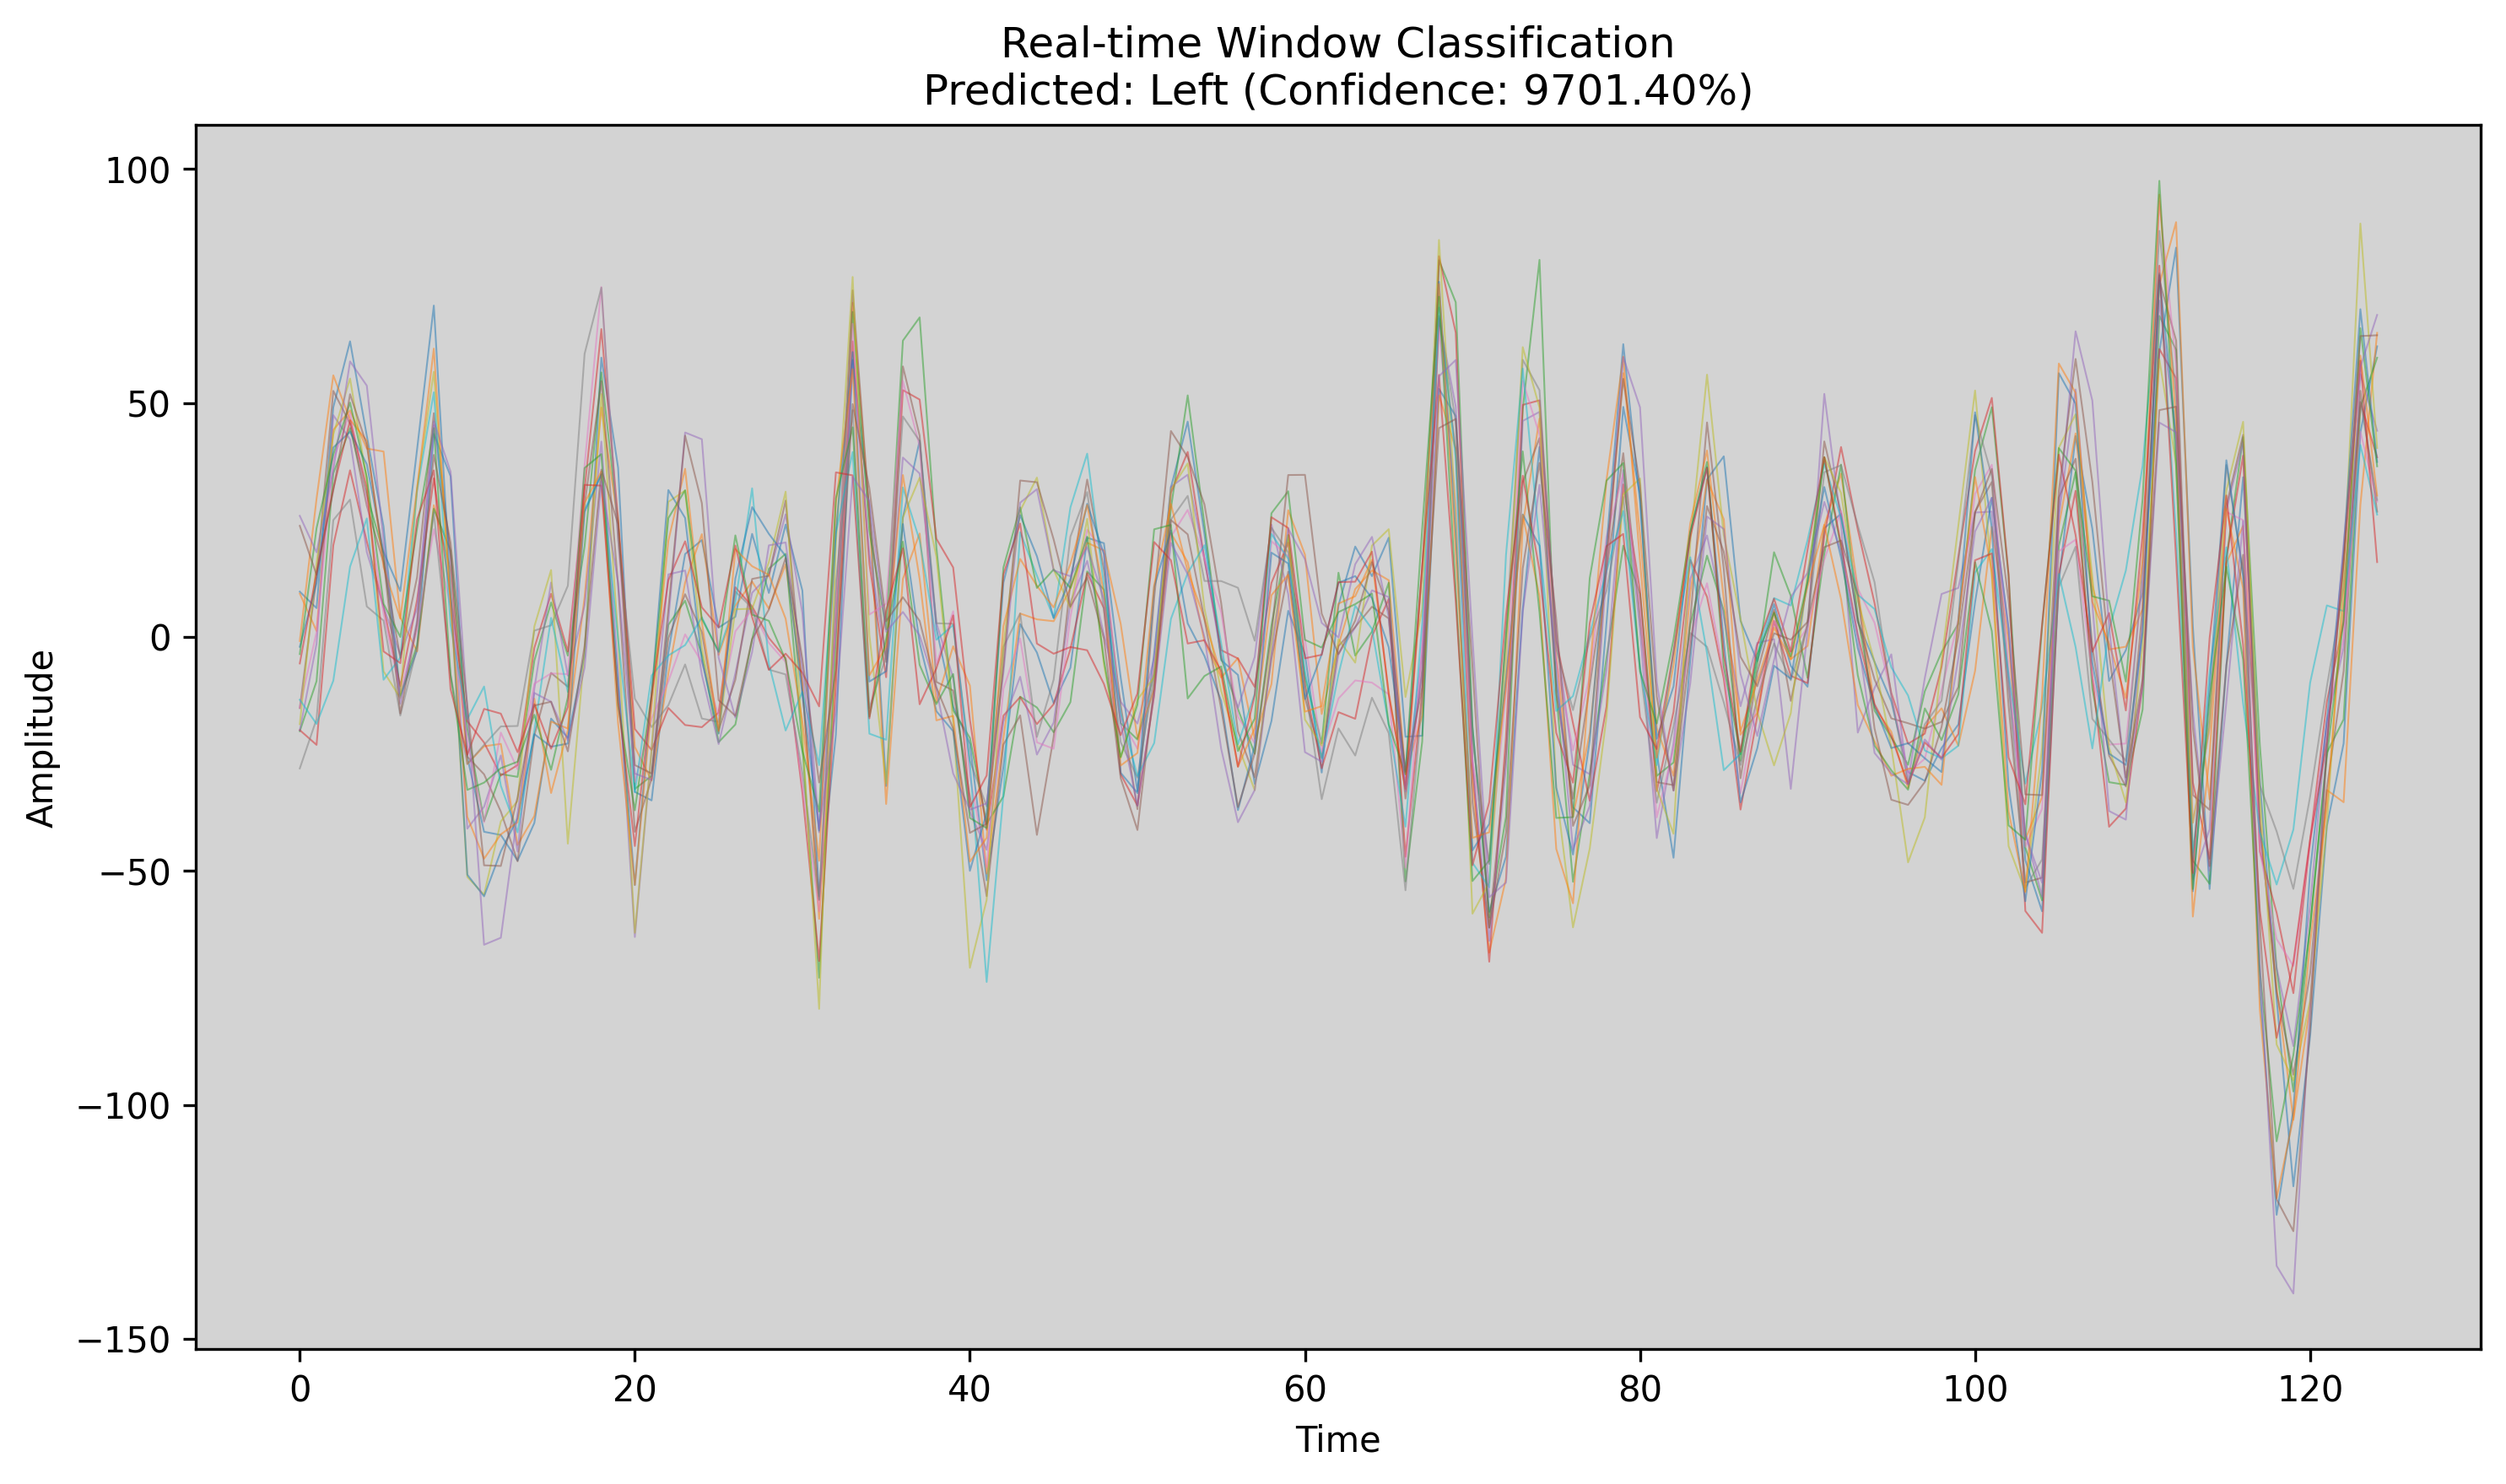 Real-time Window Classification
Predicted: Left (Confidence: 9701.40%)
Amplitude
100
50
0
−50
−100
−150
0 20 40 60 80 100 120
Time